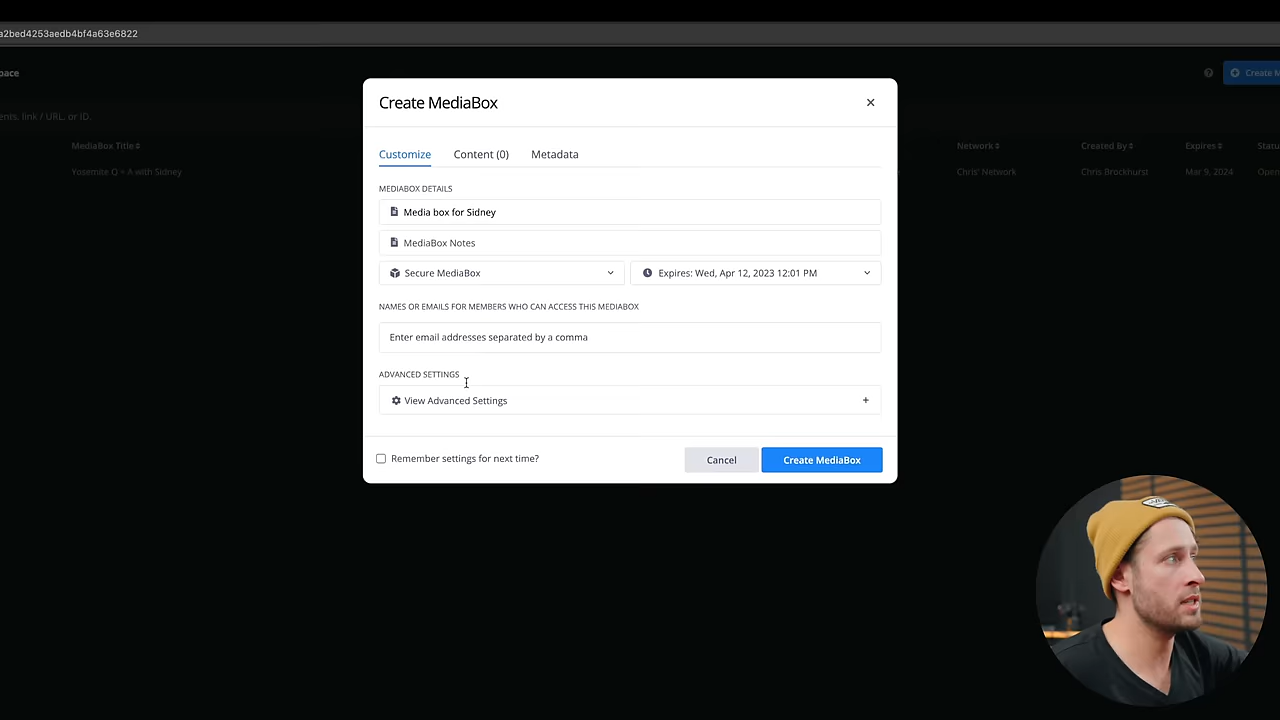 a2bed4253aedb4bf4a63e6822
pace
Create M
ents, link / URL, or ID.
MediaBox Title
Network
Created By
Expires
Statu
Yosemite Q + A with Sidney
Chris' Network
Chris Brockhurst
Mar 9, 2024
Open
Create MediaBox
Customize
Content (0)
Metadata
MEDIABOX DETAILS
Media box for Sidney
MediaBox Notes
Secure MediaBox
Expires: Wed, Apr 12, 2023 12:01 PM
NAMES OR EMAILS FOR MEMBERS WHO CAN ACCESS THIS MEDIABOX
Enter email addresses separated by a comma
ADVANCED SETTINGS
View Advanced Settings
Remember settings for next time?
Cancel
Create MediaBox